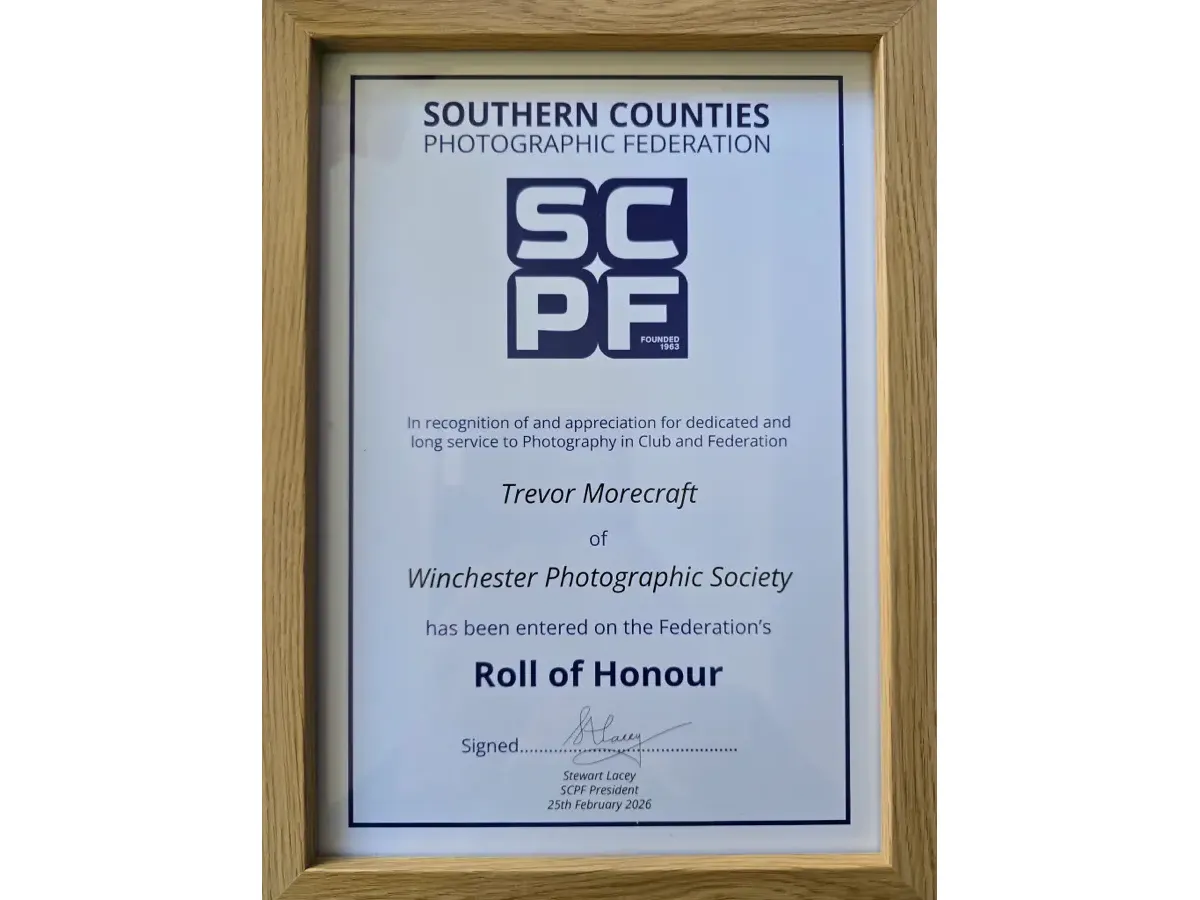 SOUTHERN COUNTIES
PHOTOGRAPHIC FEDERATION
SC
PF
FOUNDED
1963
In recognition of and appreciation for dedicated and
long service to Photography in Club and Federation
Trevor Morecraft
of
Winchester Photographic Society
has been entered on the Federation’s
Roll of Honour
Signed SALacey
Stewart Lacey
SCPF President
25th February 2026